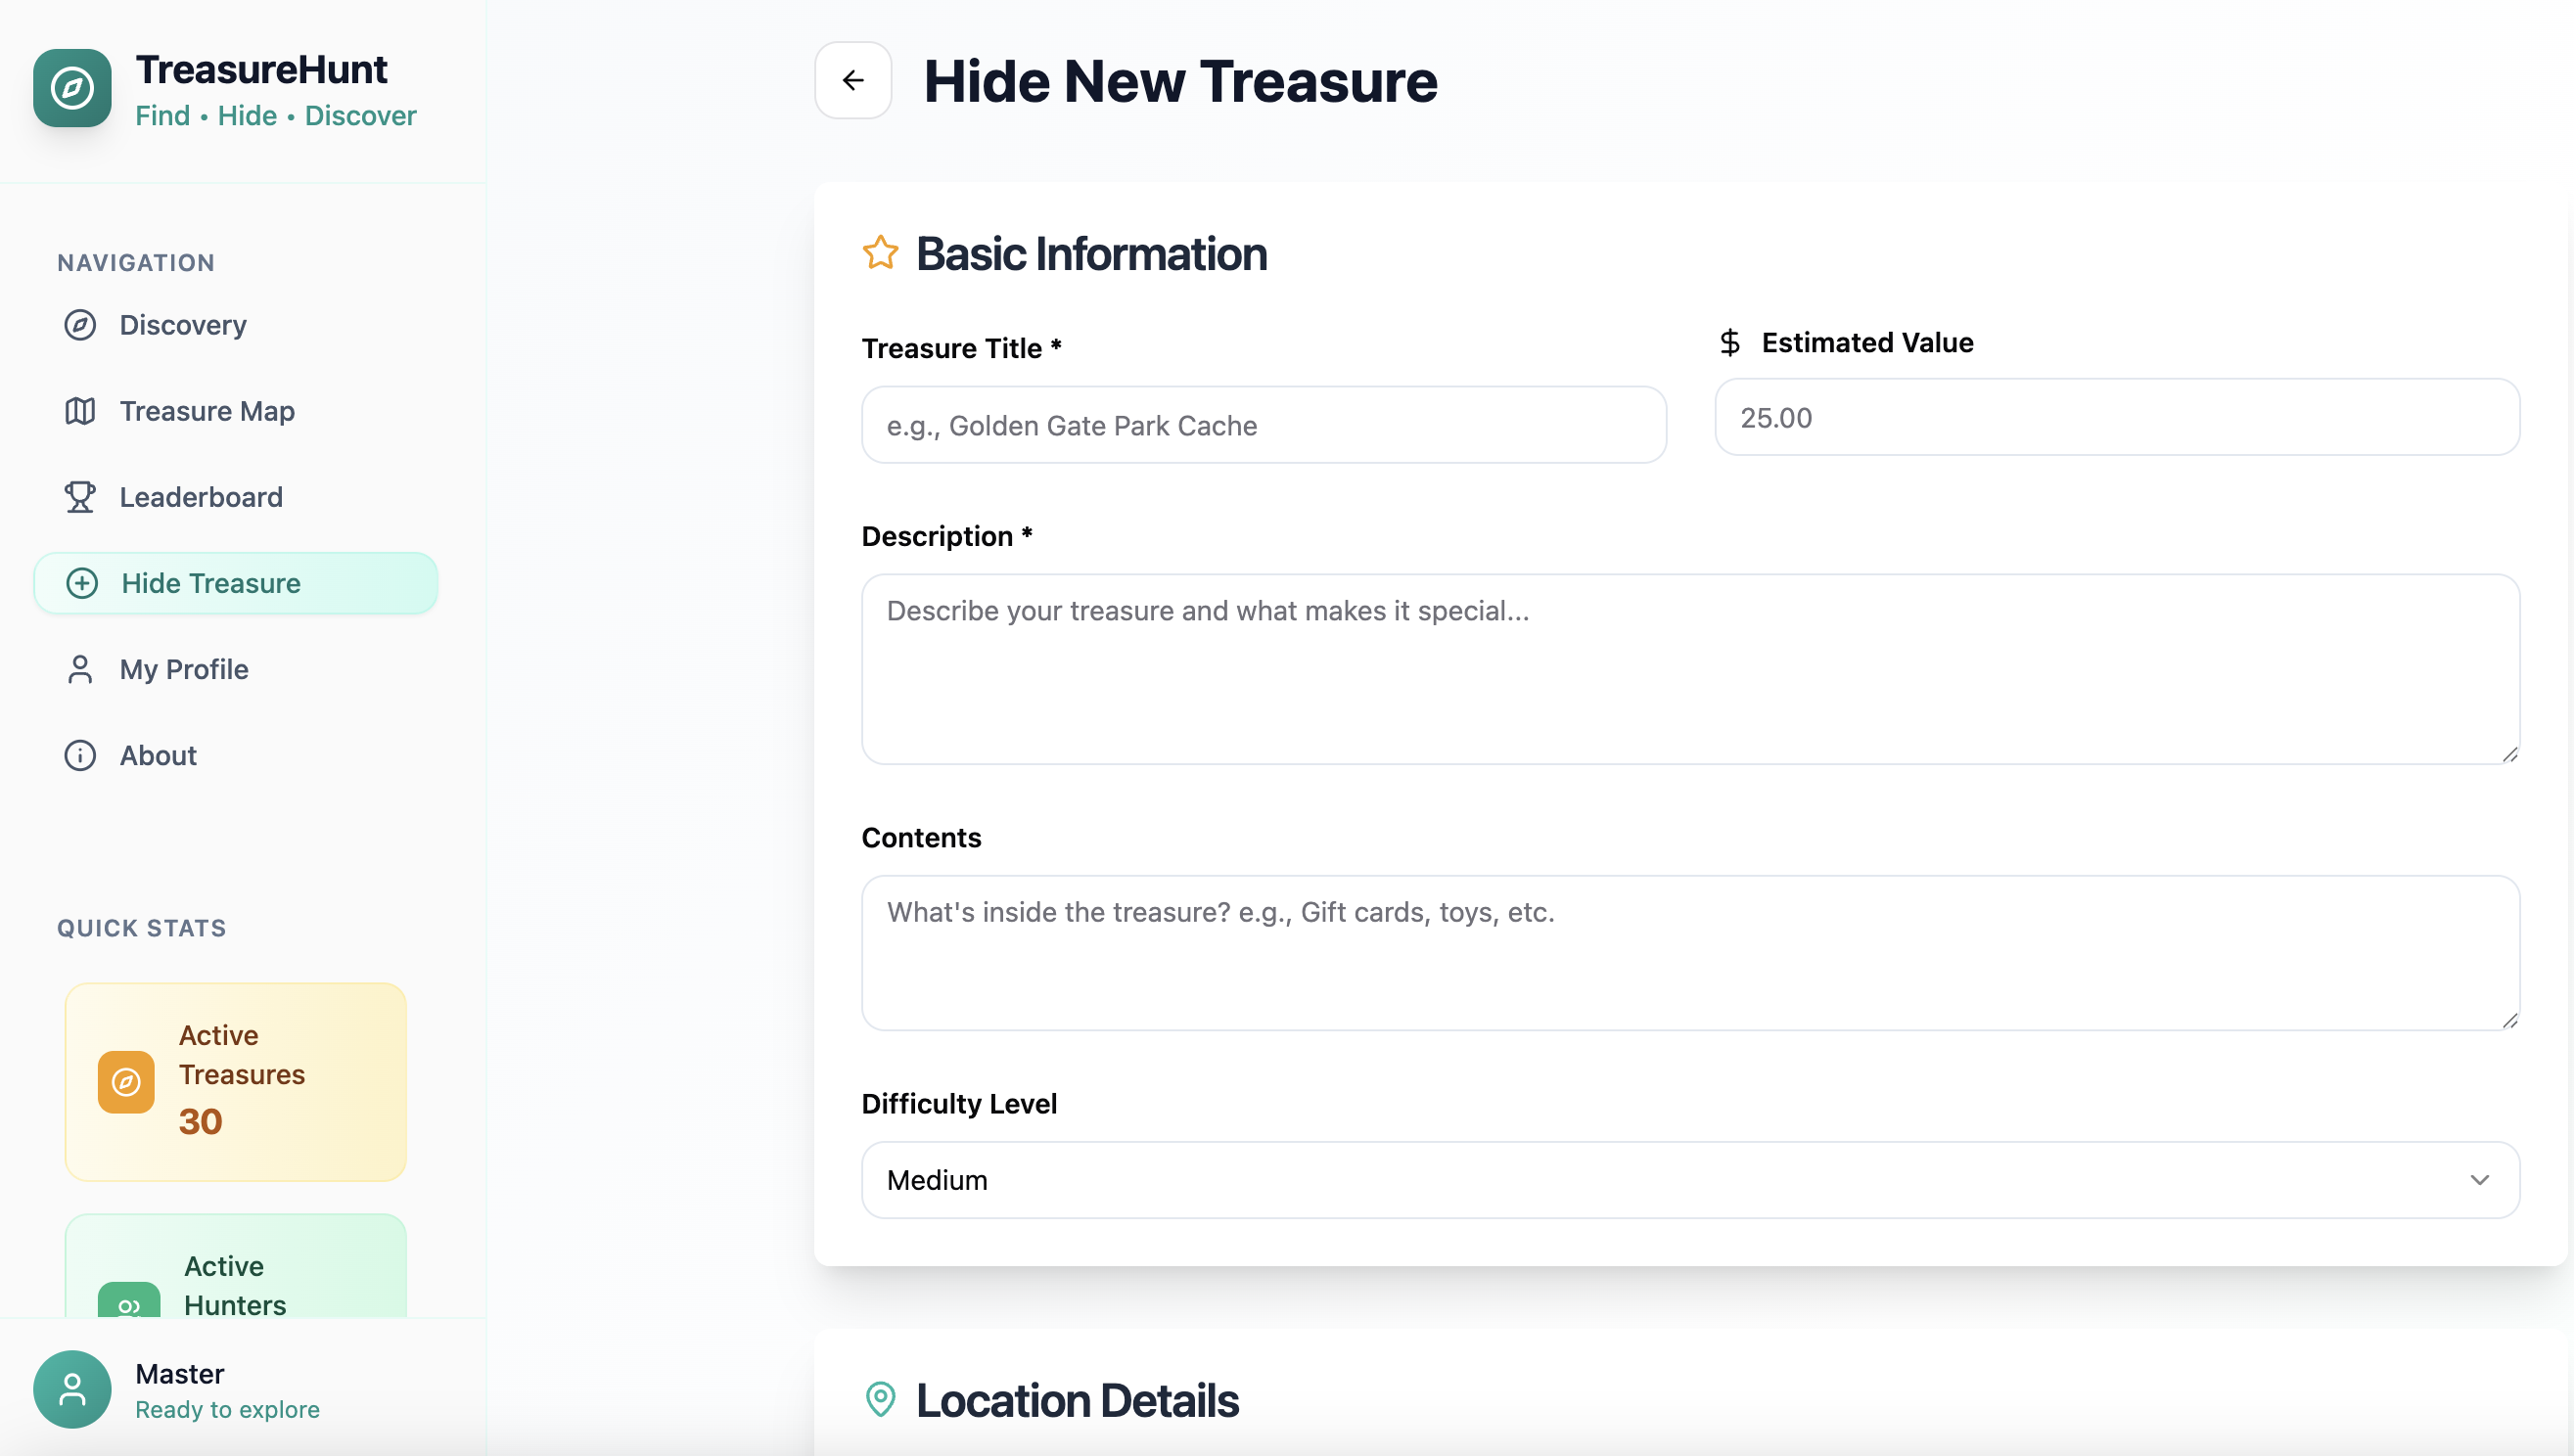 TreasureHunt
Find • Hide • Discover
NAVIGATION
Discovery
Treasure Map
Leaderboard
Hide Treasure
My Profile
About
QUICK STATS
Active
Treasures
30
Active
Hunters
Master
Ready to explore
Hide New Treasure
Basic Information
Treasure Title *
e.g., Golden Gate Park Cache
$ Estimated Value
25.00
Description *
Describe your treasure and what makes it special...
Contents
What's inside the treasure? e.g., Gift cards, toys, etc.
Difficulty Level
Medium
Location Details